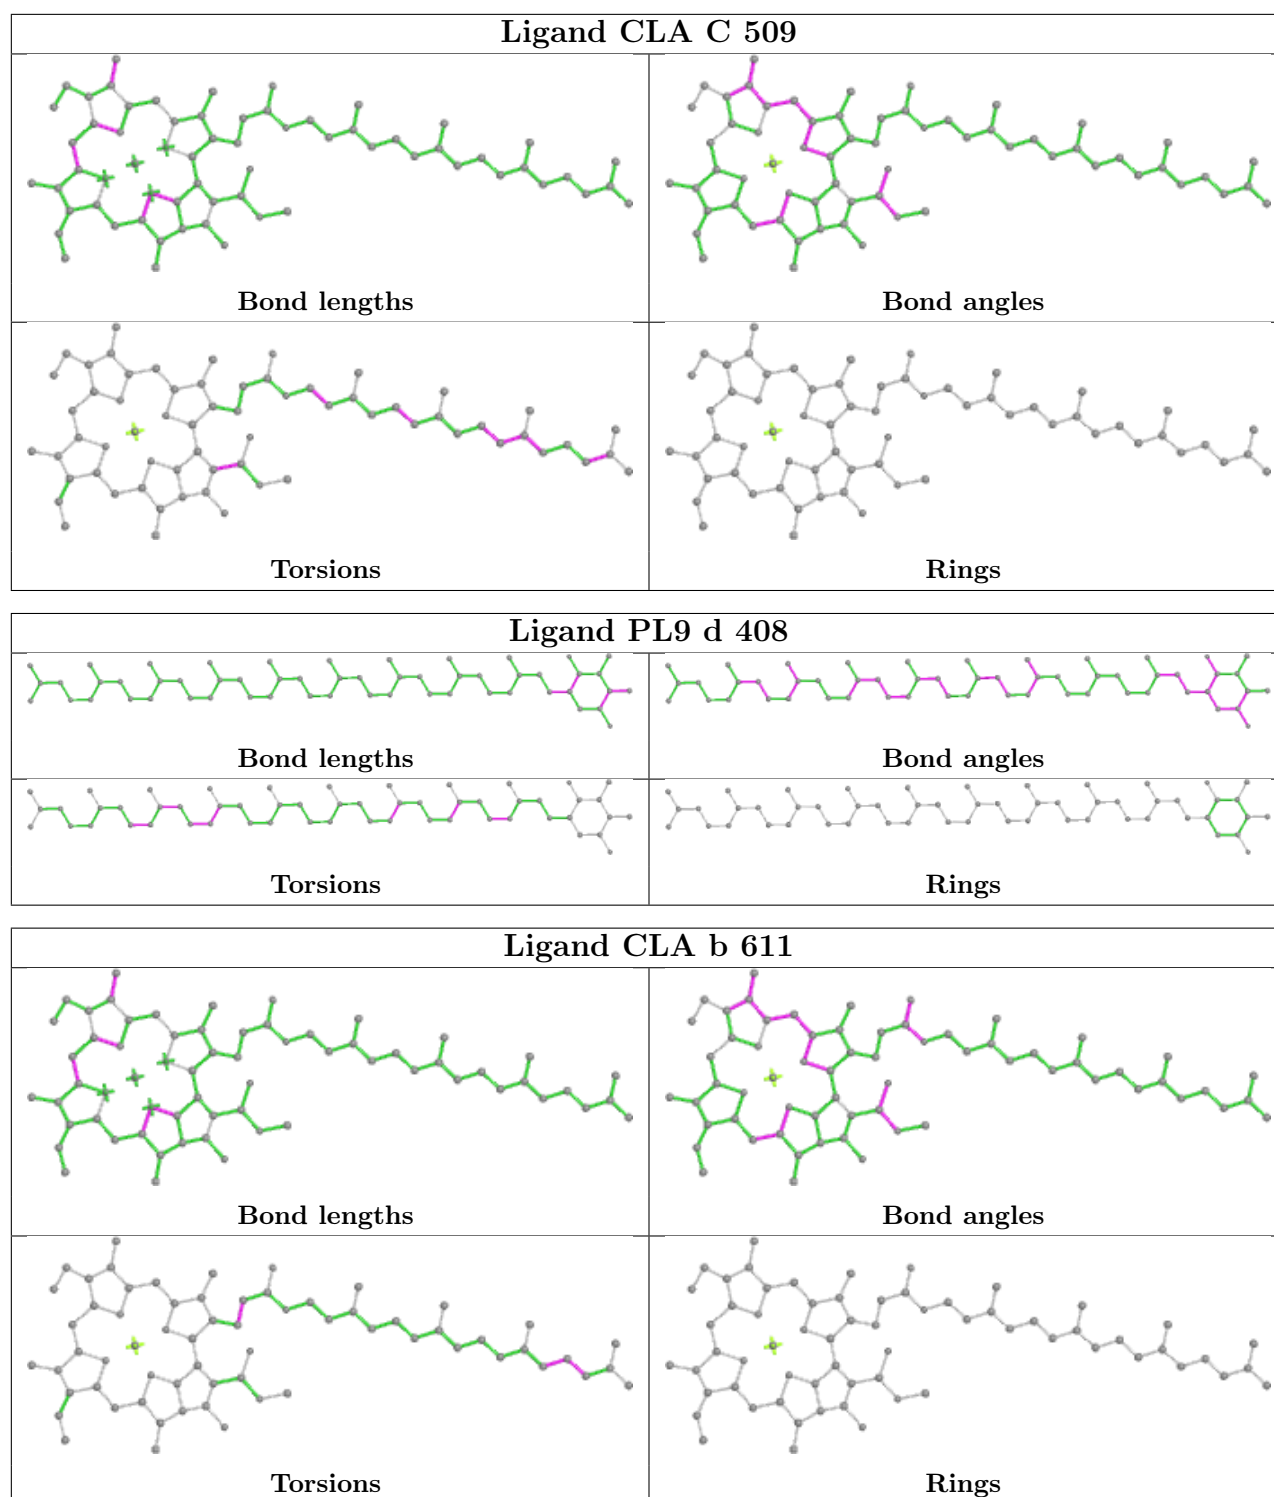 Ligand CLA C 509
Bond lengths
Bond angles
Torsions
Rings
Ligand PL9 d 408
Bond lengths
Bond angles
Torsions
Rings
Ligand CLA b 611
Bond lengths
Bond angles
Torsions
Rings